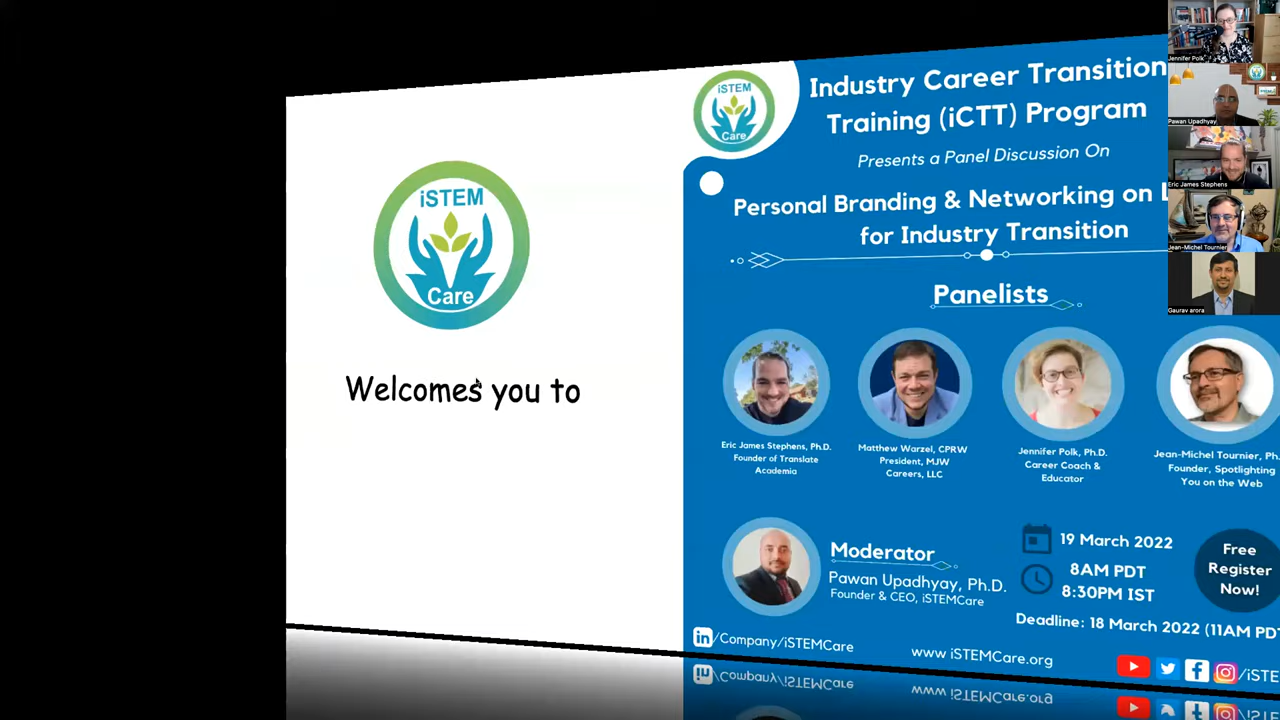 iSTEM
Care
Welcomes you to
iSTEM
Care
Industry Career Transition
Training (iCTT) Program
Presents a Panel Discussion On
Personal Branding & Networking on
for Industry Transition
Panelists
Eric James Stephens, Ph.D.
Founder of Translate
Academia
Matthew Warzel, CPRW
President, MJW
Careers, LLC
Jennifer Polk, Ph.D.
Career Coach &
Educator
Jean-Michel Tournier, Ph.
Founder, Spotlighting
You on the Web
Moderator
Pawan Upadhyay, Ph.D.
Founder & CEO, iSTEMCare
19 March 2022
8AM PDT
8:30PM IST
Free
Register
Now!
Deadline: 18 March 2022 (11AM PDT
in/Company/iSTEMCare
www iSTEMCare.org
/iSTE
Jennifer Polk
Pawan Upadhyay
Eric James Stephens
Jean-Michel Tournier
Gaurav arora